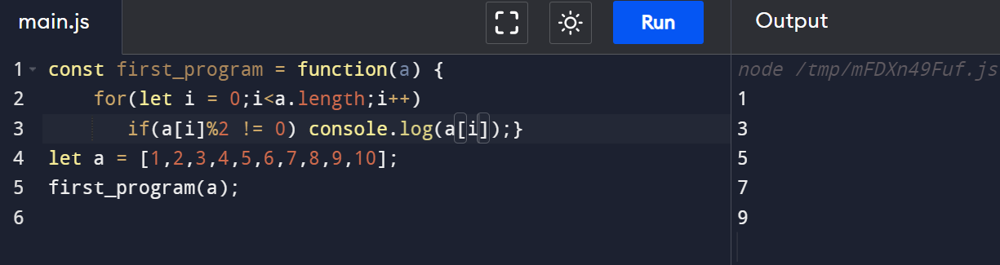 main.js
Run
Output
1 const first_program = function(a) {
2 for(let i = 0;i<a.length;i++)
3 if(a[i]%2 != 0) console.log(a[i]);}
4 let a = [1,2,3,4,5,6,7,8,9,10];
5 first_program(a);
6
node /tmp/mFDXn49Fuf.js
1
3
5
7
9